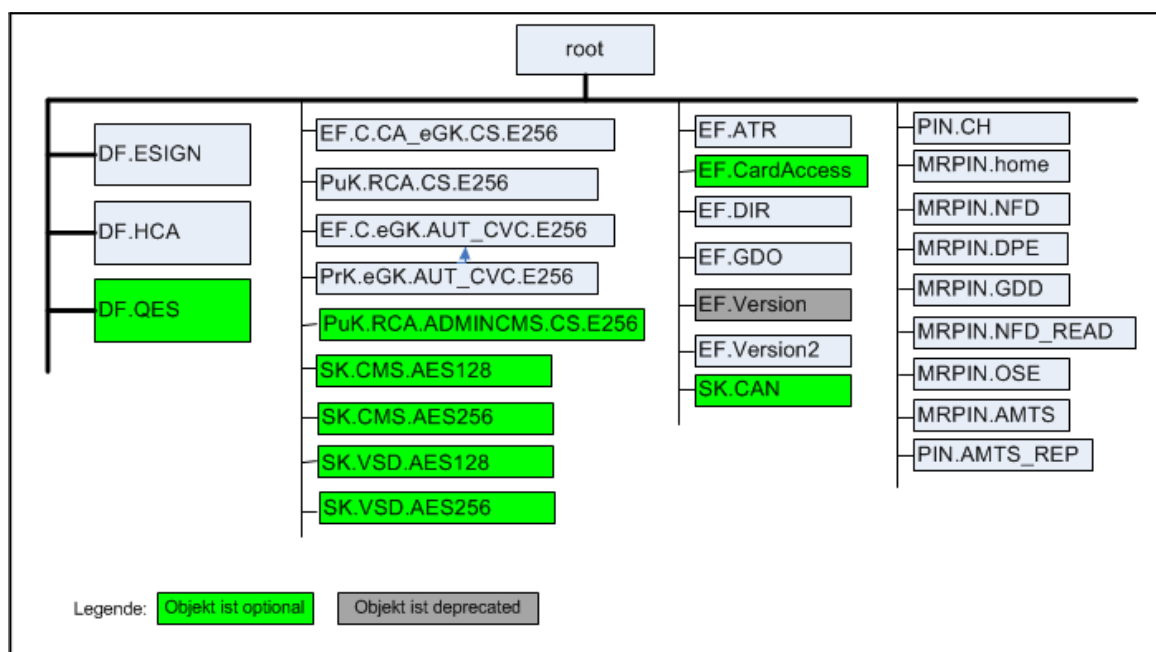 root
DF.ESIGN
DF.HCA
DF.QES
EF.C.CA_eGK.CS.E256
PuK.RCA.CS.E256
EF.C.eGK.AUT_CVC.E256
PrK.eGK.AUT_CVC.E256
PuK.RCA.ADMINCMS.CS.E256
SK.CMS.AES128
SK.CMS.AES256
SK.VSD.AES128
SK.VSD.AES256
EF.ATR
EF.CardAccess
EF.DIR
EF.GDO
EF.Version
EF.Version2
SK.CAN
PIN.CH
MRPIN.home
MRPIN.NFD
MRPIN.DPE
MRPIN.GDD
MRPIN.NFD_READ
MRPIN.OSE
MRPIN.AMTS
PIN.AMTS_REP
Legende: Objekt ist optional Objekt ist deprecated